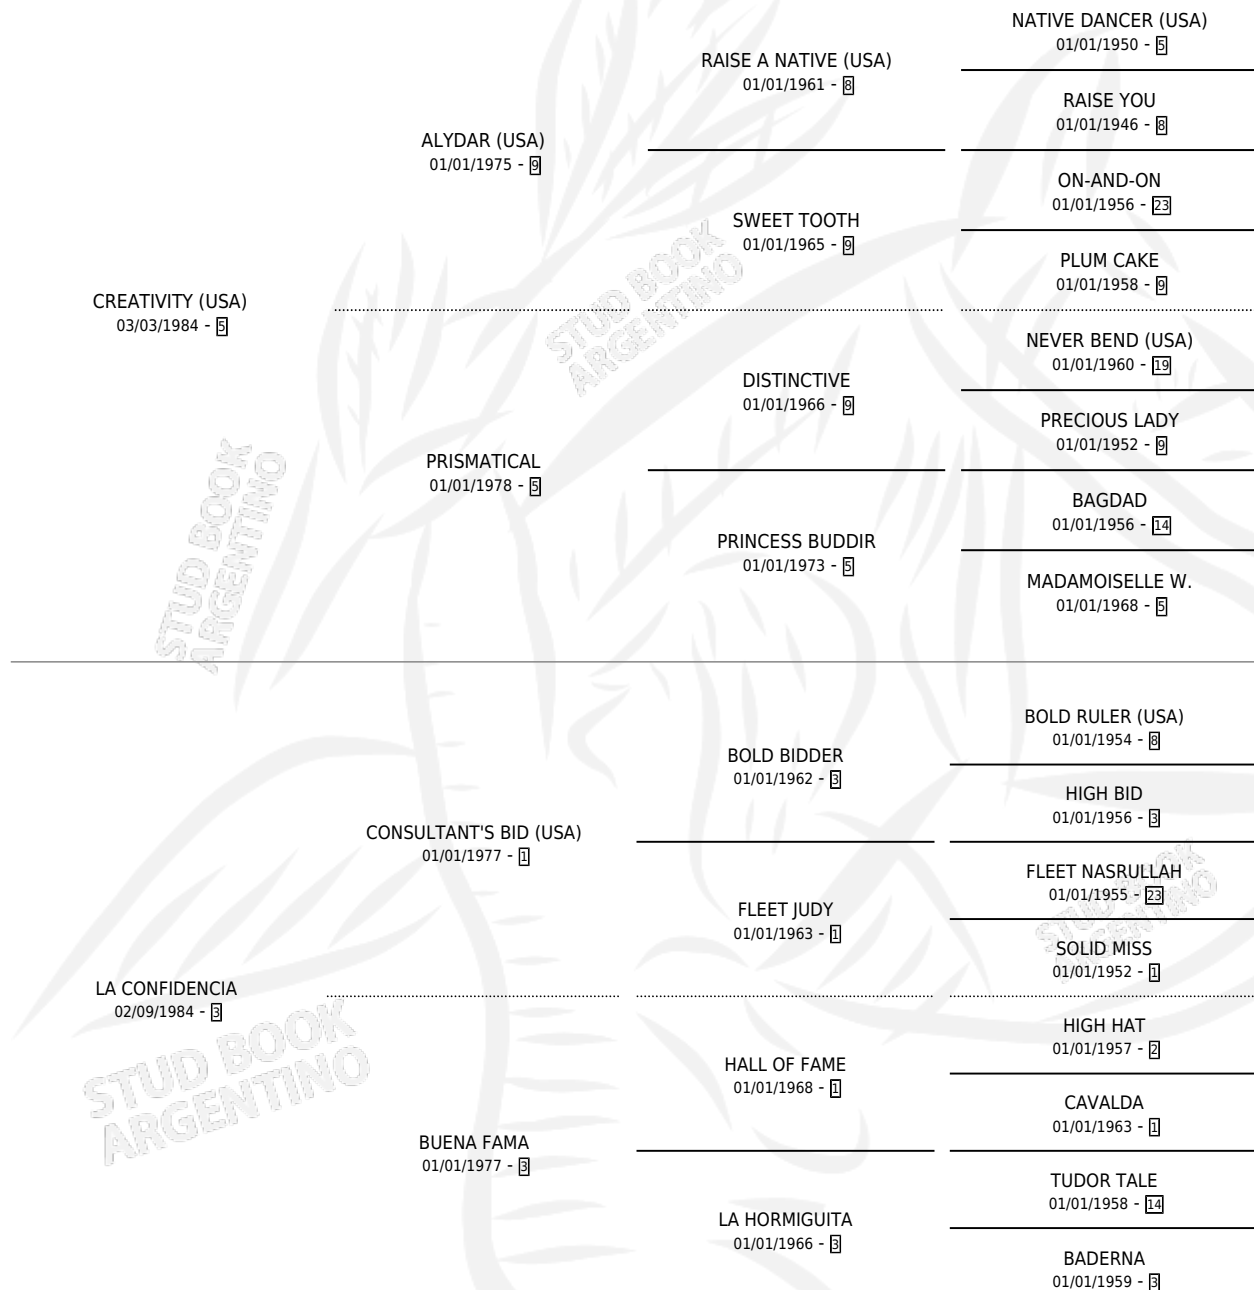 NATIVE DANCER (USA)
01/01/1950 - 5
RAISE A NATIVE (USA)
01/01/1961 - 8
RAISE YOU
01/01/1946 - 8
ALYDAR (USA)
01/01/1975 - 9
ON-AND-ON
01/01/1956 - 23
SWEET TOOTH
01/01/1965 - 9
PLUM CAKE
01/01/1958 - 9
CREATIVITY (USA)
03/03/1984 - 5
NEVER BEND (USA)
01/01/1960 - 19
DISTINCTIVE
01/01/1966 - 9
PRECIOUS LADY
01/01/1952 - 9
PRISMATICAL
01/01/1978 - 5
BAGDAD
01/01/1956 - 14
PRINCESS BUDDIR
01/01/1973 - 5
MADAMOISELLE W.
01/01/1968 - 5
BOLD RULER (USA)
01/01/1954 - 8
BOLD BIDDER
01/01/1962 - 3
HIGH BID
01/01/1956 - 3
CONSULTANT'S BID (USA)
01/01/1977 - 1
FLEET NASRULLAH
01/01/1955 - 23
FLEET JUDY
01/01/1963 - 1
SOLID MISS
01/01/1952 - 1
LA CONFIDENCIA
02/09/1984 - 3
HIGH HAT
01/01/1957 - 2
HALL OF FAME
01/01/1968 - 1
CAVALDA
01/01/1963 - 1
BUENA FAMA
01/01/1977 - 3
TUDOR TALE
01/01/1958 - 14
LA HORMIGUITA
01/01/1966 - 3
BADERNA
01/01/1959 - 3
STUD BOOK
ARGENTINO
STUD BOOK
ARGENTINO
STUD BOOK
ARGENTINO
STUD BOOK
ARGENTINO